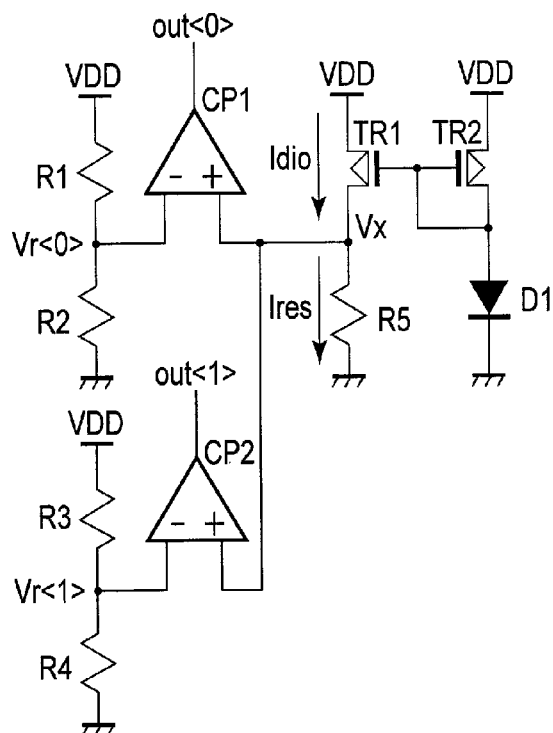 out<0>
VDD
CP1
VDD
VDD
R1
- +
Idio
TR1
TR2
Vr<0>
Vx
R2
Ires
R5
D1
out<1>
VDD
CP2
R3
- +
Vr<1>
R4